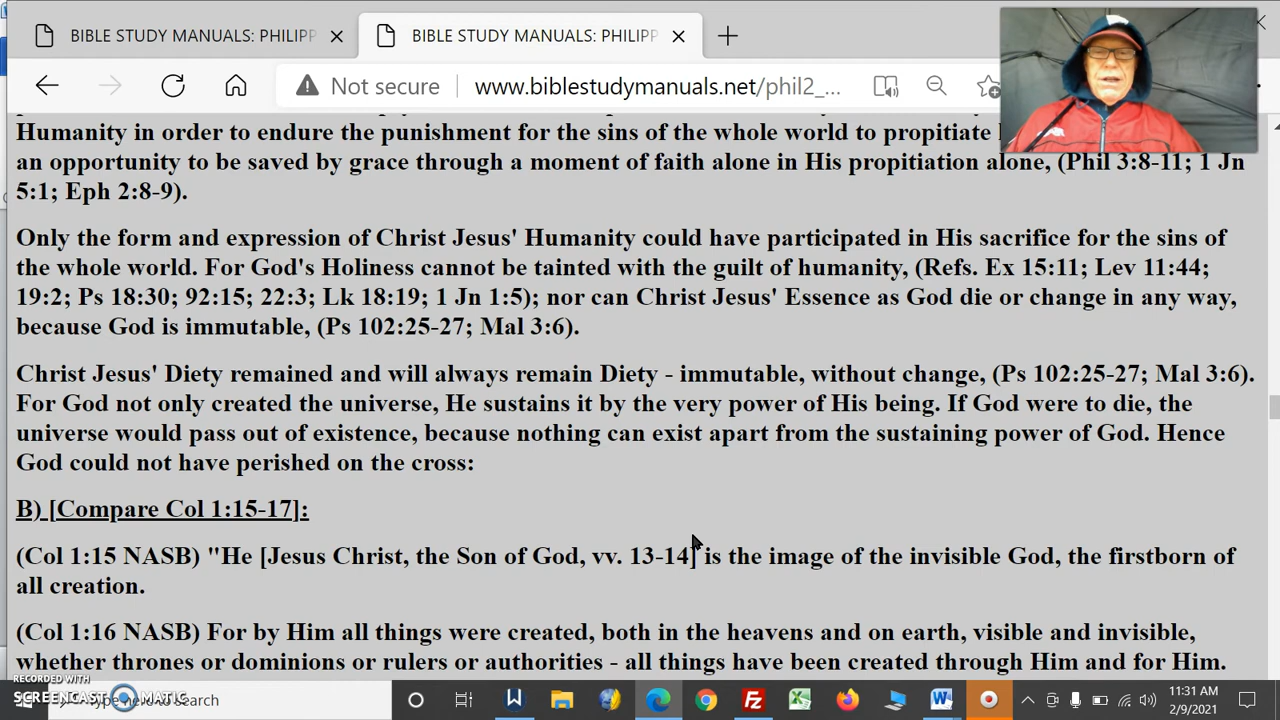 BIBLE STUDY MANUALS: PHILIPP
BIBLE STUDY MANUALS: PHILIPP
Not secure www.biblestudymanuals.net/phil2_...
Humanity in order to endure the punishment for the sins of the whole world to propitiate
an opportunity to be saved by grace through a moment of faith alone in His propitiation alone, (Phil 3:8-11; 1 Jn
5:1; Eph 2:8-9).
Only the form and expression of Christ Jesus' Humanity could have participated in His sacrifice for the sins of
the whole world. For God's Holiness cannot be tainted with the guilt of humanity, (Refs. Ex 15:11; Lev 11:44;
19:2; Ps 18:30; 92:15; 22:3; Lk 18:19; 1 Jn 1:5); nor can Christ Jesus' Essence as God die or change in any way,
because God is immutable, (Ps 102:25-27; Mal 3:6).
Christ Jesus' Diety remained and will always remain Diety - immutable, without change, (Ps 102:25-27; Mal 3:6).
For God not only created the universe, He sustains it by the very power of His being. If God were to die, the
universe would pass out of existence, because nothing can exist apart from the sustaining power of God. Hence
God could not have perished on the cross:
B) [Compare Col 1:15-17]:
(Col 1:15 NASB) "He [Jesus Christ, the Son of God, vv. 13-14] is the image of the invisible God, the firstborn of
all creation.
(Col 1:16 NASB) For by Him all things were created, both in the heavens and on earth, visible and invisible,
whether thrones or dominions or rulers or authorities - all things have been created through Him and for Him.
RECORDED WITH
SCREENCAST MATIC
Type here to search
11:31 AM
2/9/2021